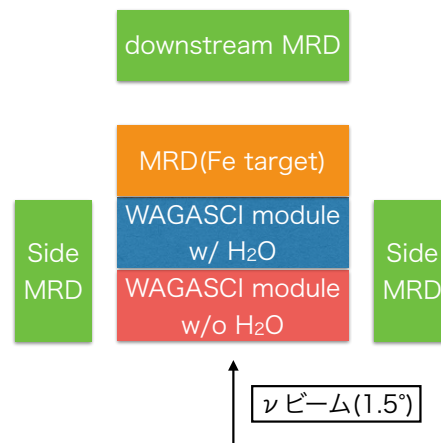 downstream MRD
MRD(Fe target)
WAGASCI module
w/ H₂O
Side
MRD
Side
MRD
WAGASCI module
w/o H₂O
ν ビーム(1.5°)